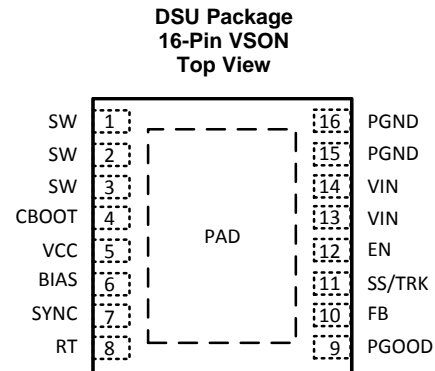 DSU Package
16-Pin VSON
Top View
SW 1 16 PGND
SW 2 15 PGND
SW 3 14 VIN
CBOOT 4 13 VIN
VCC 5 PAD 12 EN
BIAS 6 11 SS/TRK
SYNC 7 10 FB
RT 8 9 PGOOD